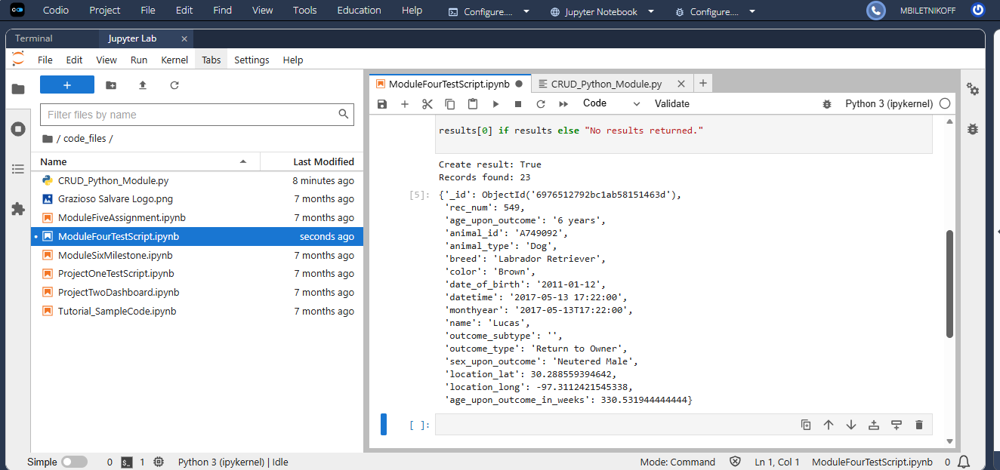 Codio Project File Edit Find View Tools Education Help Configure.... Jupyter Notebook Configure.... MBILETNIKOFF
Terminal Jupyter Lab
File Edit View Run Kernel Tabs Settings Help
Filter files by name
/ code_files /
Name Last Modified
CRUD_Python_Module.py 8 minutes ago
Grazioso Salvare Logo.png 7 months ago
ModuleFiveAssignment.ipynb 7 months ago
ModuleFourTestScript.ipynb seconds ago
ModuleSixMilestone.ipynb 7 months ago
ProjectOneTestScript.ipynb 7 months ago
ProjectTwoDashboard.ipynb 7 months ago
Tutorial_SampleCode.ipynb 7 months ago
ModuleFourTestScript.ipynb CRUD_Python_Module.py
Code Validate Python 3 (ipykernel)
results[0] if results else "No results returned."
Create result: True
Records found: 23
[5]: {'_id': ObjectId('6976512792bc1ab58151463d'),
'rec_num': 549,
'age_upon_outcome': '6 years',
'animal_id': 'A749092',
'animal_type': 'Dog',
'breed': 'Labrador Retriever',
'color': 'Brown',
'date_of_birth': '2011-01-12',
'datetime': '2017-05-13 17:22:00',
'monthyear': '2017-05-13T17:22:00',
'name': 'Lucas',
'outcome_subtype': '',
'outcome_type': 'Return to Owner',
'sex_upon_outcome': 'Neutered Male',
'location_lat': 30.288559394642,
'location_long': -97.3112421545338,
'age_upon_outcome_in_weeks': 330.531944444444}
[ ]:
Simple 0 $_ 1 Python 3 (ipykernel) | Idle Mode: Command Ln 1, Col 1 ModuleFourTestScript.ipynb 0